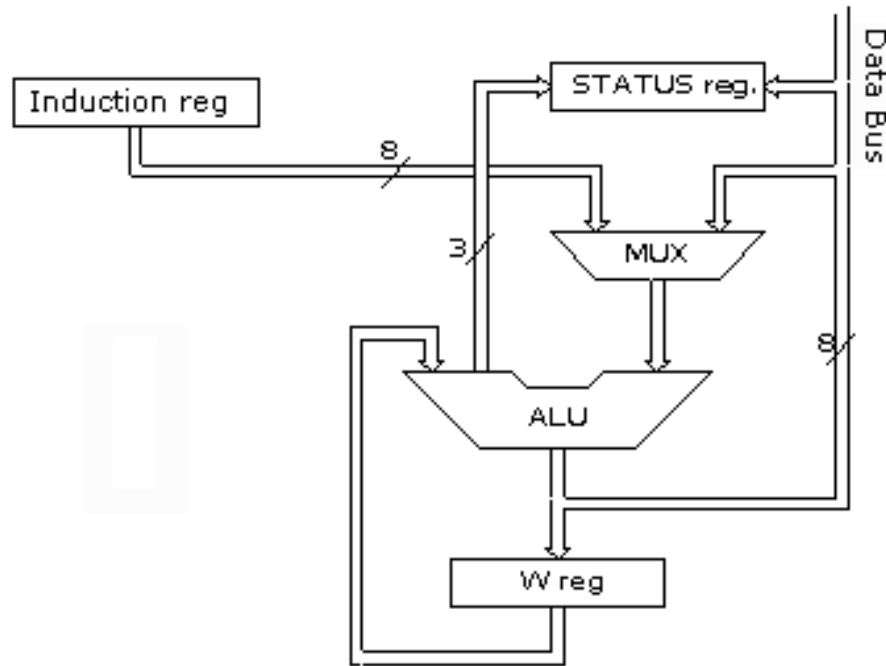 Data Bus
STATUS reg.
Induction reg
8
3
MUX
8
ALU
W reg